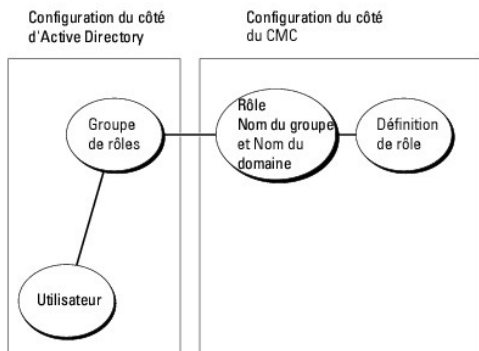 Configuration du côté
d'Active Directory
Configuration du côté
du CMC
Groupe
de rôles
Rôle
Nom du groupe
et Nom du
domaine
Définition
de rôle
Utilisateur